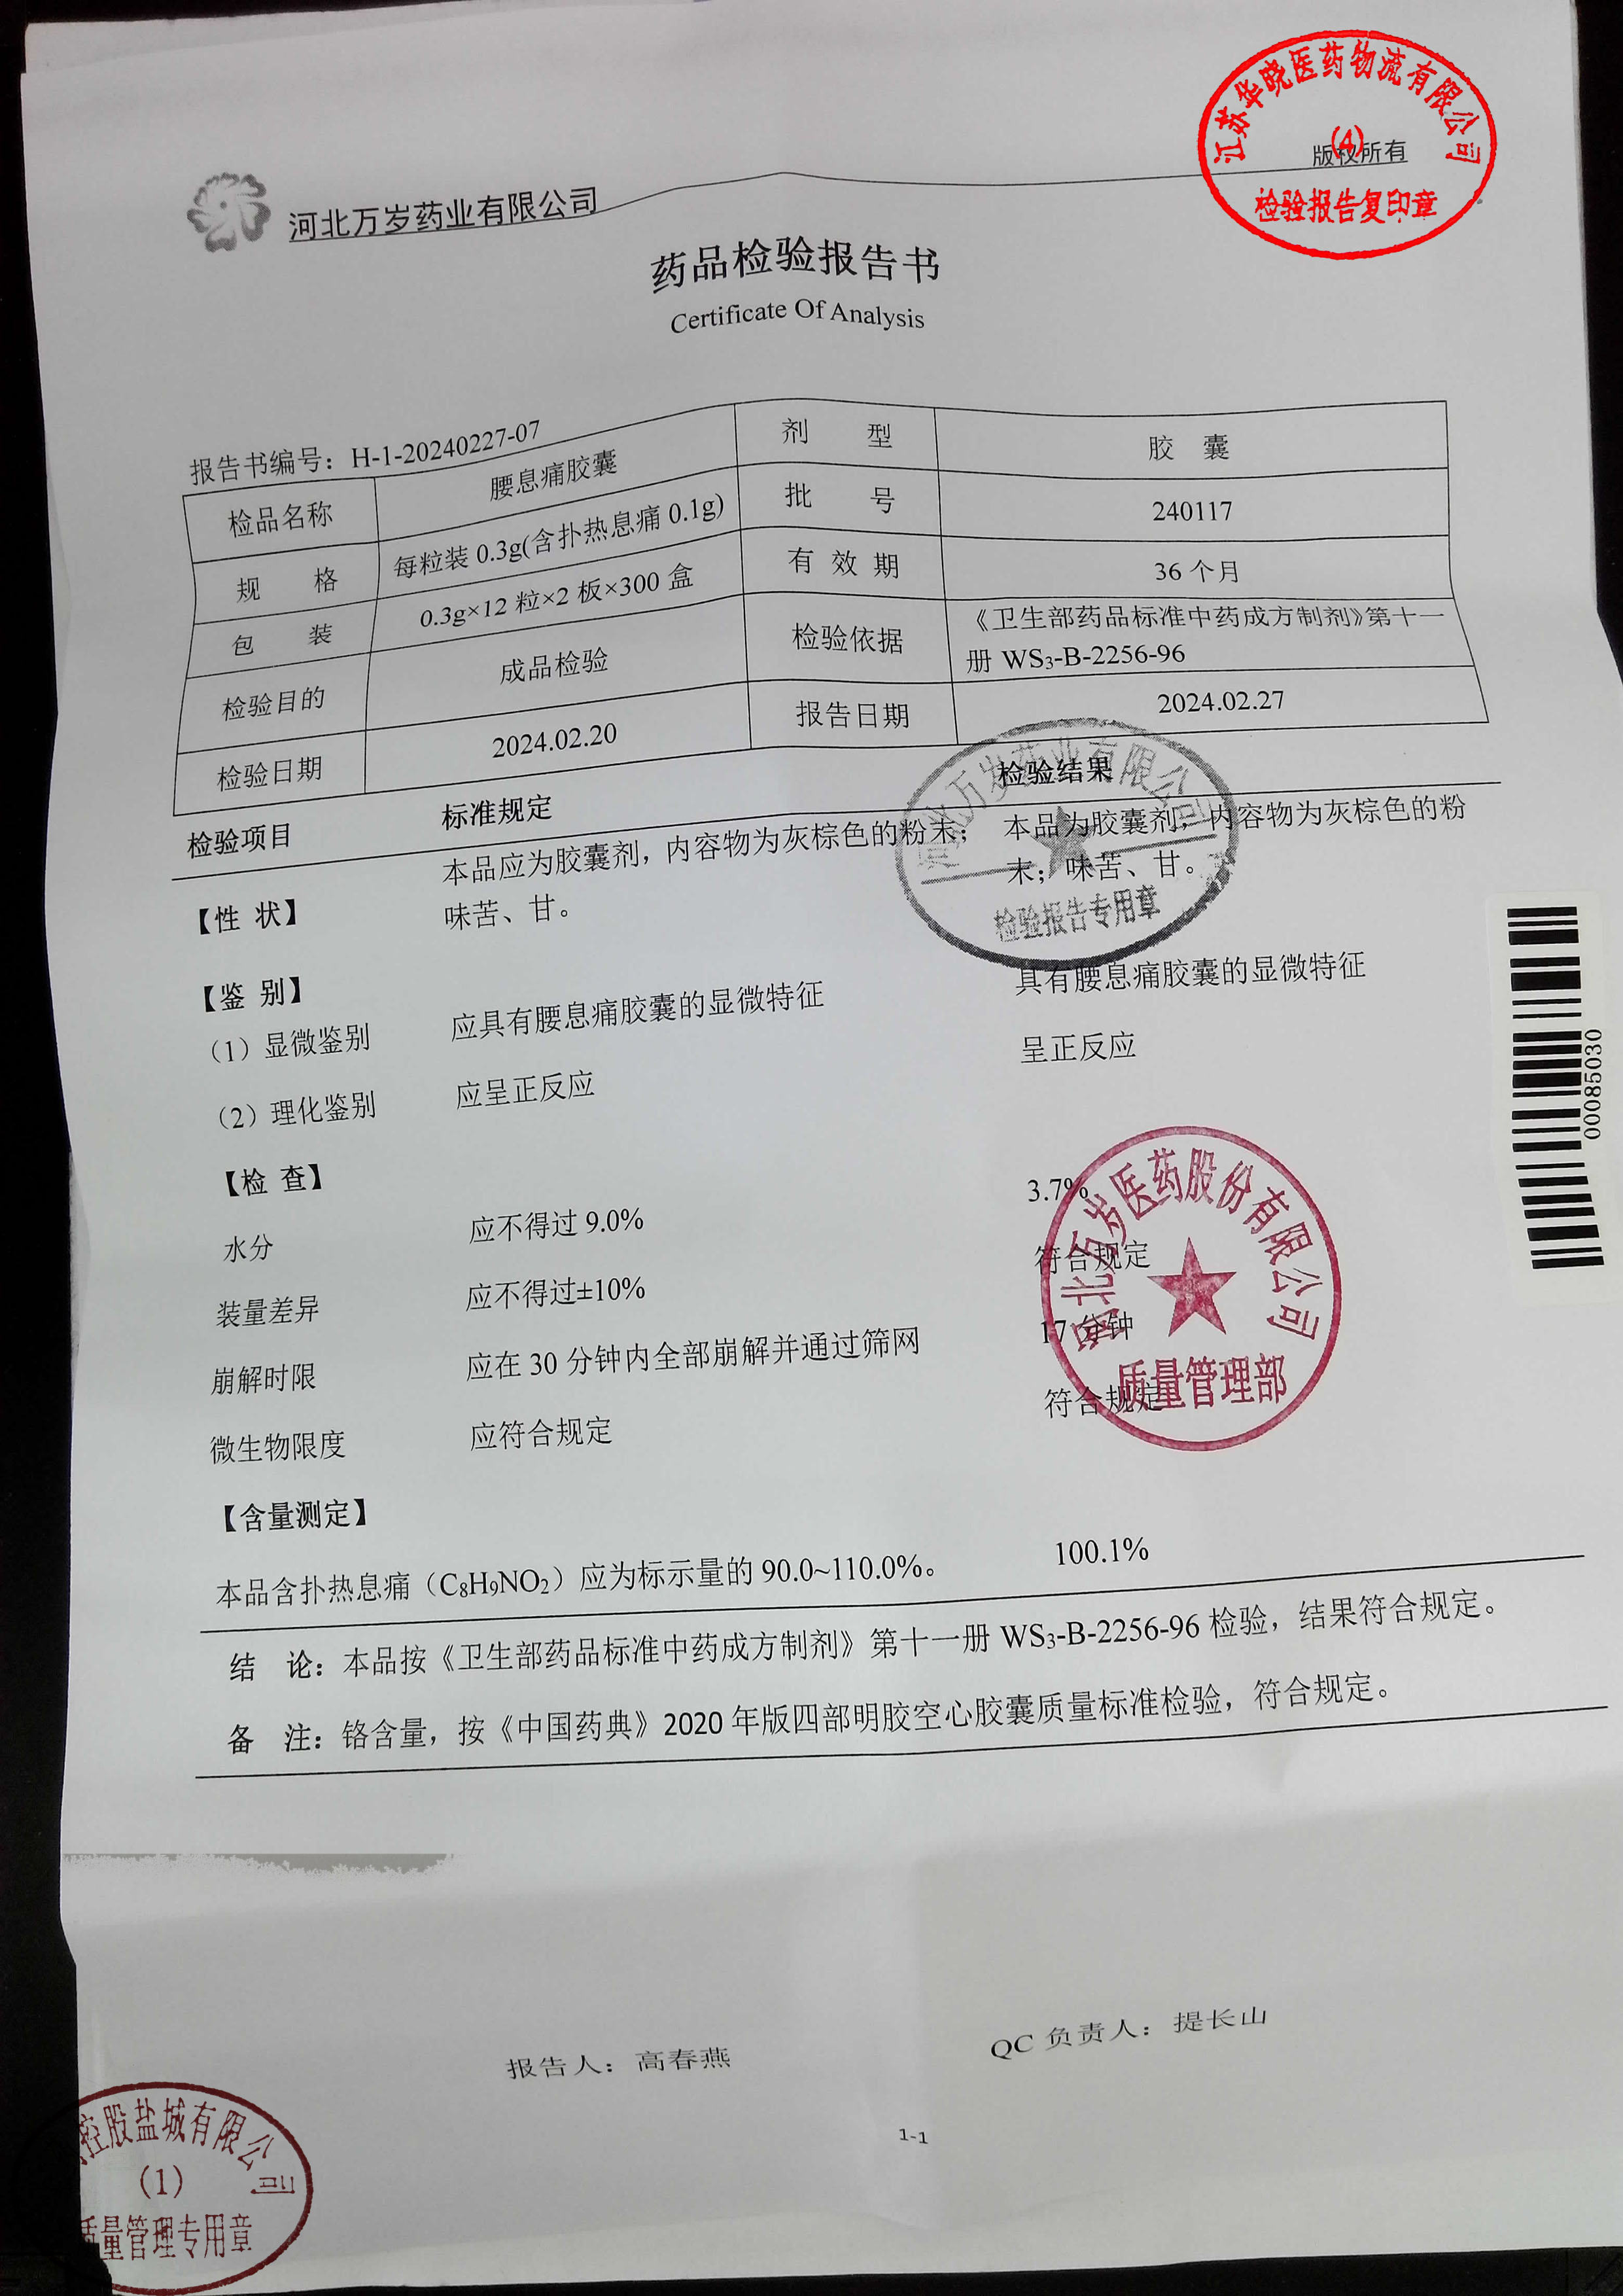 江苏华晓医药物流有限公司
(4)
检验报告复印章
版权所有
河北万岁药业有限公司
药品检验报告书
Certificate Of Analysis
报告书编号：H-1-20240227-07
检品名称 腰息痛胶囊 剂 型 胶 囊
规 格 每粒装 0.3g(含扑热息痛 0.1g) 批 号 240117
包 装 0.3g×12 粒×2 板×300 盒 有 效 期 36 个月
检验目的 成品检验 检验依据 《卫生部药品标准中药成方制剂》第十一
册 WS₃-B-2256-96
检验日期 2024.02.20 报告日期 2024.02.27
检验项目 标准规定 检验结果
【性 状】 本品应为胶囊剂，内容物为灰棕色的粉末； 本品为胶囊剂，内容物为灰棕色的粉
味苦、甘。 末；味苦、甘。
河北万岁药业有限公司
检验报告专用章
【鉴 别】
（1）显微鉴别 应具有腰息痛胶囊的显微特征 具有腰息痛胶囊的显微特征
（2）理化鉴别 应呈正反应 呈正反应
【检 查】
水分 应不得过 9.0% 3.7%
装量差异 应不得过±10% 符合规定
崩解时限 应在 30 分钟内全部崩解并通过筛网 17 分钟
微生物限度 应符合规定 符合规定
河北万岁医药股份有限公司
质量管理部
00085030
【含量测定】
本品含扑热息痛（C₈H₉NO₂）应为标示量的 90.0~110.0%。 100.1%
结 论：本品按《卫生部药品标准中药成方制剂》第十一册 WS₃-B-2256-96 检验，结果符合规定。
备 注：铬含量，按《中国药典》2020 年版四部明胶空心胶囊质量标准检验，符合规定。
报告人：高春燕 QC 负责人：提长山
1-1
控股盐城有限公司
(1)
质量管理专用章